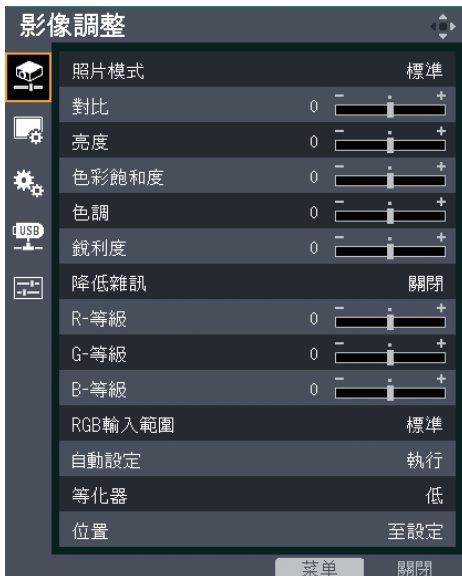 影像調整
照片模式 標準
對比 0 - +
亮度 0 - +
色彩飽和度 0 - +
色調 0 - +
銳利度 0 - +
降低雜訊 關閉
R-等級 0 - +
G-等級 0 - +
B-等級 0 - +
RGB輸入範圍 標準
自動設定 執行
等化器 低
USB
位置 至設定
菜单 關閉